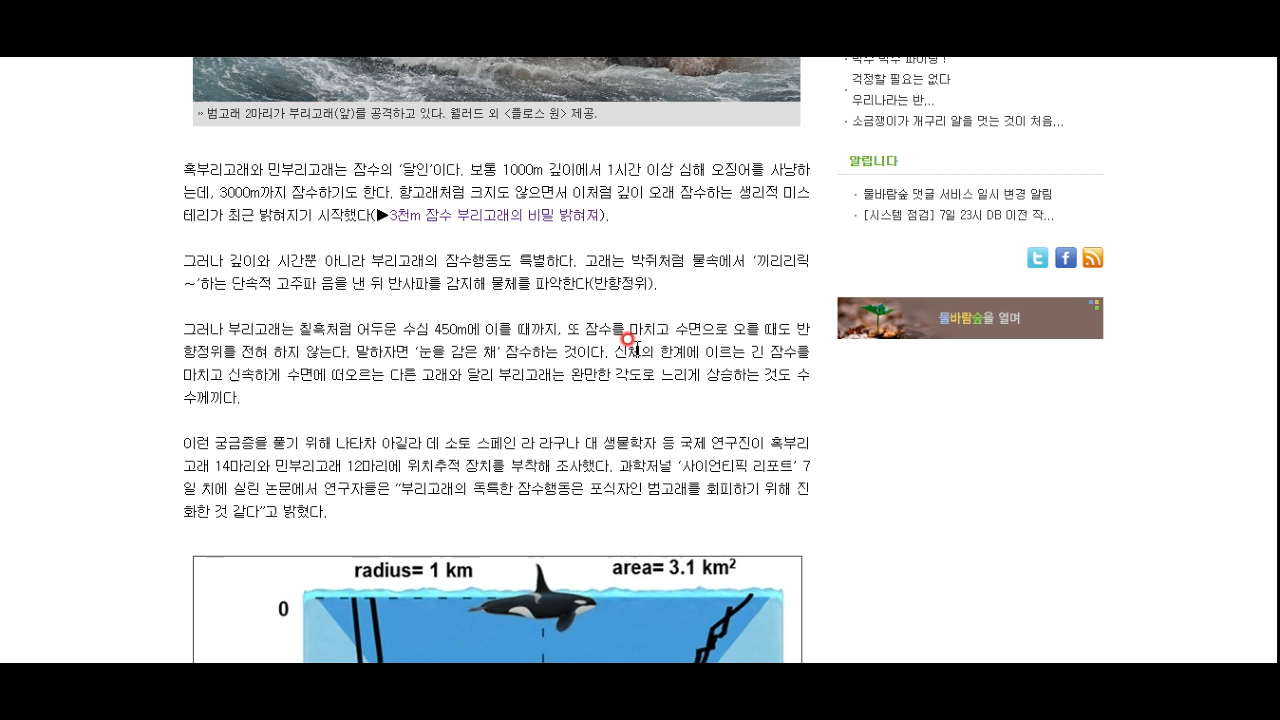 » 범고래 2마리가 부리고래(앞)를 공격하고 있다. 웰러드 외 <플로스 원> 제공.
혹부리고래와 민부리고래는 잠수의 ‘달인’이다. 보통 1000m 깊이에서 1시간 이상 심해 오징어를 사냥하
는데, 3000m까지 잠수하기도 한다. 향고래처럼 크지도 않으면서 이처럼 깊이 오래 잠수하는 생리적 미스
테리가 최근 밝혀지기 시작했다(▶3천m 잠수 부리고래의 비밀 밝혀져).
그러나 깊이와 시간뿐 아니라 부리고래의 잠수행동도 특별하다. 고래는 박쥐처럼 물속에서 ‘끼리리릭
～’하는 단속적 고주파 음을 낸 뒤 반사파를 감지해 물체를 파악한다(반향정위).
그러나 부리고래는 칠흑처럼 어두운 수심 450m에 이를 때까지, 또 잠수를 마치고 수면으로 오를 때도 반
향정위를 전혀 하지 않는다. 말하자면 ‘눈을 감은 채’ 잠수하는 것이다. 신체의 한계에 이르는 긴 잠수를
마치고 신속하게 수면에 떠오르는 다른 고래와 달리 부리고래는 완만한 각도로 느리게 상승하는 것도 수
수께끼다.
이런 궁금증을 풀기 위해 나타차 아길라 데 소토 스페인 라 라구나 대 생물학자 등 국제 연구진이 혹부리
고래 14마리와 민부리고래 12마리에 위치추적 장치를 부착해 조사했다. 과학저널 ‘사이언티픽 리포트’ 7
일 치에 실린 논문에서 연구자들은 “부리고래의 독특한 잠수행동은 포식자인 범고래를 회피하기 위해 진
화한 것 같다”고 밝혔다.
radius= 1 km
area= 3.1 km²
0
걱정할 필요는 없다
우리나라는 반...
소금쟁이가 개구리 알을 먹는 것이 처음...
알립니다
물바람숲 댓글 서비스 일시 변경 알림
[시스템 점검] 7일 23시 DB 이전 작...
물바람숲을 열며